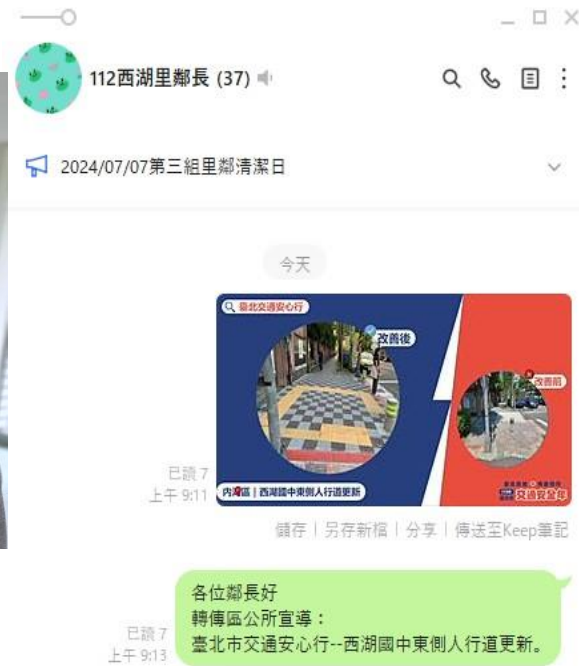 112西湖里鄰長 (37)
2024/07/07第三組里鄰清潔日
今天
臺北交通安心行
改善後
改善前
內湖區 | 西湖國中東側人行道更新
交通安全年
已讀 7
上午 9:11
儲存 | 另存新檔 | 分享 | 傳送至Keep筆記
各位鄰長好
轉傳區公所宣導：
臺北市交通安心行--西湖國中東側人行道更新。
已讀 7
上午 9:13